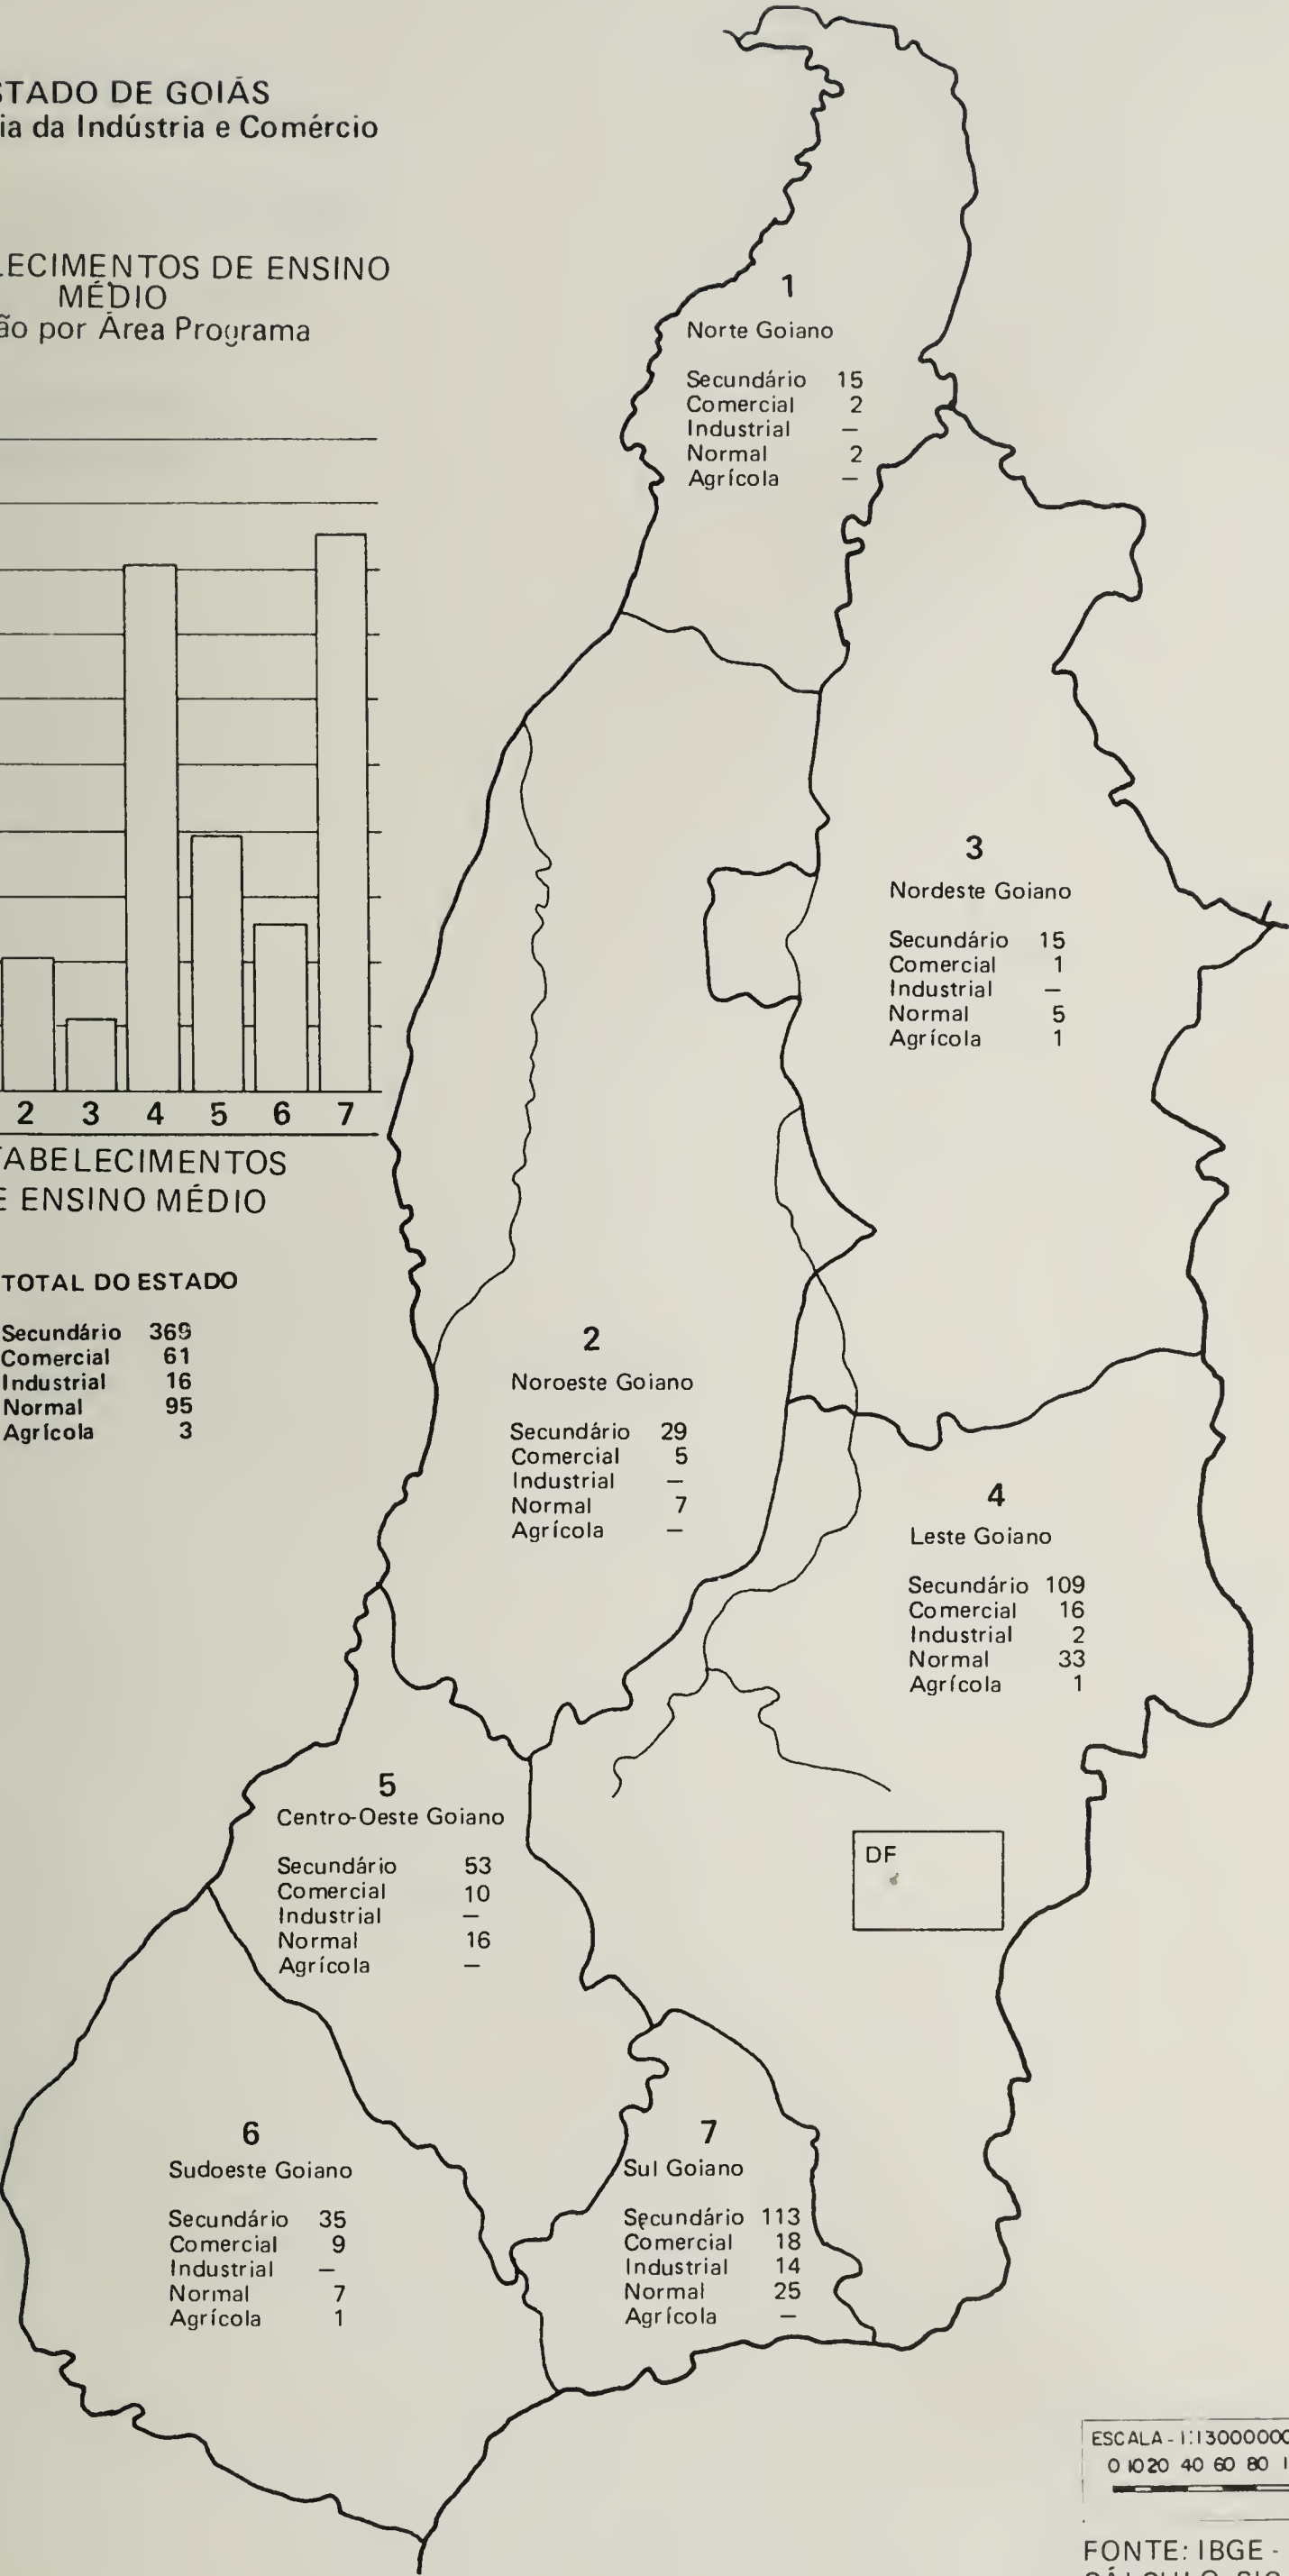 STADO DE GOIÁS
ia da Indústria e Comércio
LECIMENTOS DE ENSINO
MÉDIO
ão por Área Programa
2 3 4 5 6 7
TABELECIMENTOS
E ENSINO MÉDIO
TOTAL DO ESTADO
Secundário 369
Comercial 61
Industrial 16
Normal 95
Agrícola 3
1
Norte Goiano
Secundário 15
Comercial 2
Industrial –
Normal 2
Agrícola –
3
Nordeste Goiano
Secundário 15
Comercial 1
Industrial –
Normal 5
Agrícola 1
2
Noroeste Goiano
Secundário 29
Comercial 5
Industrial –
Normal 7
Agrícola –
4
Leste Goiano
Secundário 109
Comercial 16
Industrial 2
Normal 33
Agrícola 1
5
Centro-Oeste Goiano
Secundário 53
Comercial 10
Industrial –
Normal 16
Agrícola –
DF
6
Sudoeste Goiano
Secundário 35
Comercial 9
Industrial –
Normal 7
Agrícola 1
7
Sul Goiano
Secundário 113
Comercial 18
Industrial 14
Normal 25
Agrícola –
ESCALA - 1:13000000
0 10 20 40 60 80 1
FONTE: IBGE -